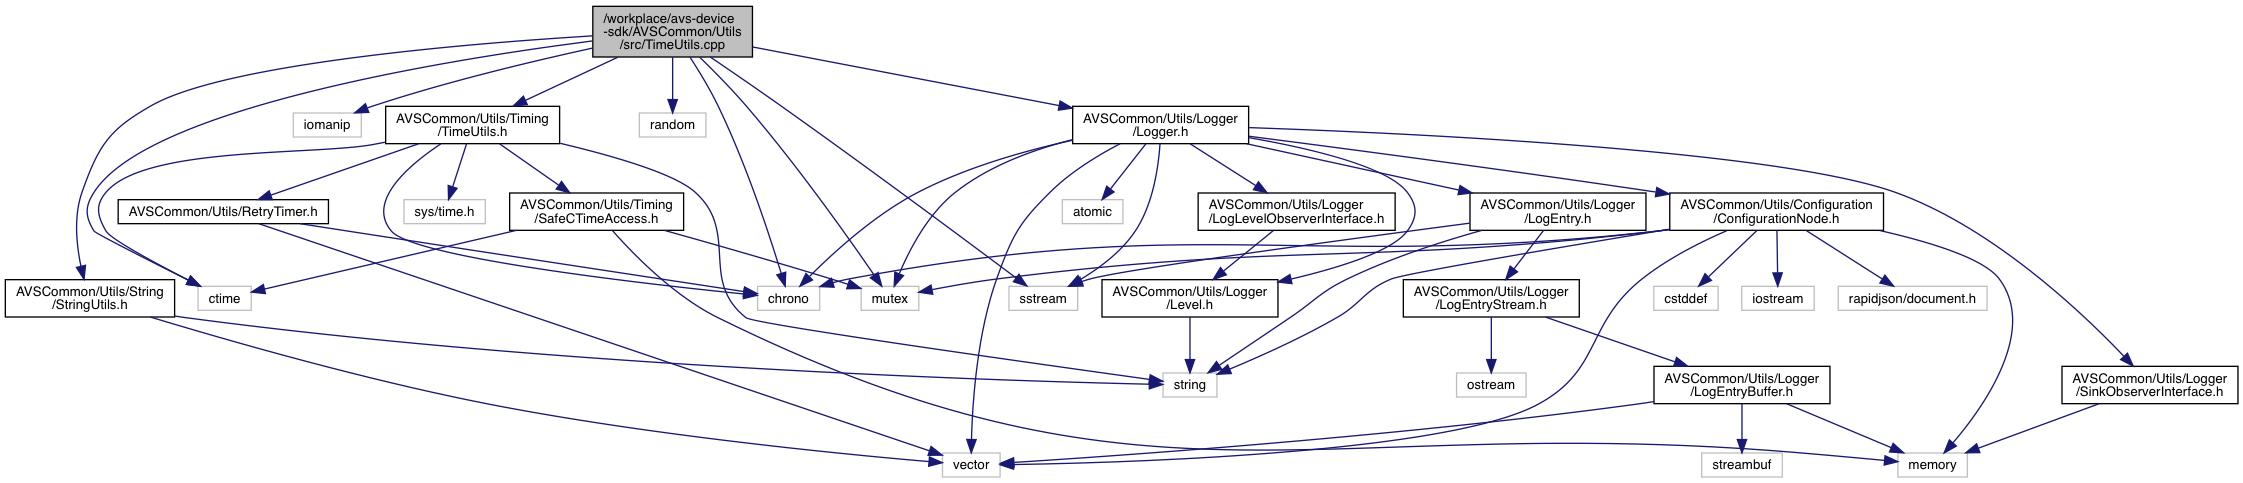 /workplace/avs-device
-sdk/AVSCommon/Utils
/src/TimeUtils.cpp
iomanip
AVSCommon/Utils/Timing
/TimeUtils.h
random
AVSCommon/Utils/Logger
/Logger.h
AVSCommon/Utils/RetryTimer.h
sys/time.h
AVSCommon/Utils/Timing
/SafeCTimeAccess.h
atomic
AVSCommon/Utils/Logger
/LogLevelObserverInterface.h
AVSCommon/Utils/Logger
/LogEntry.h
AVSCommon/Utils/Configuration
/ConfigurationNode.h
AVSCommon/Utils/String
/StringUtils.h
ctime
chrono
mutex
sstream
AVSCommon/Utils/Logger
/Level.h
AVSCommon/Utils/Logger
/LogEntryStream.h
cstddef
iostream
rapidjson/document.h
string
ostream
AVSCommon/Utils/Logger
/LogEntryBuffer.h
AVSCommon/Utils/Logger
/SinkObserverInterface.h
vector
streambuf
memory